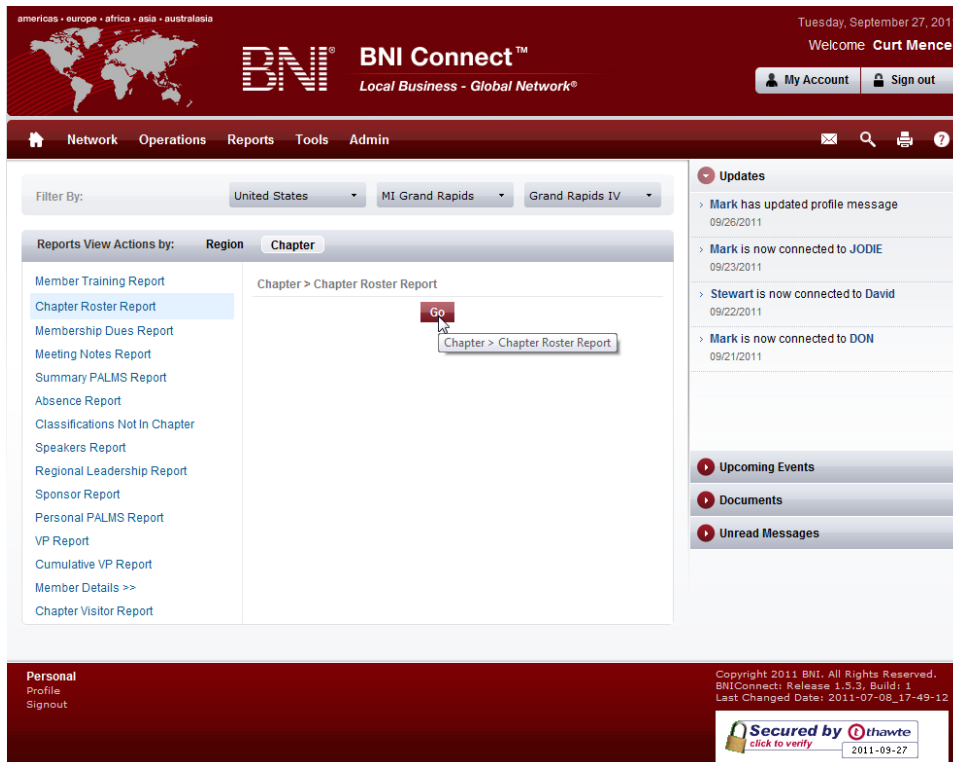 americas • europe • africa • asia • australasia
BNI®
BNI Connect™
Local Business - Global Network®
Tuesday, September 27, 201
Welcome Curt Mence
My Account
Sign out
Network
Operations
Reports
Tools
Admin
Filter By:
United States
MI Grand Rapids
Grand Rapids IV
Reports View Actions by:
Region
Chapter
Member Training Report
Chapter Roster Report
Membership Dues Report
Meeting Notes Report
Summary PALMS Report
Absence Report
Classifications Not In Chapter
Speakers Report
Regional Leadership Report
Sponsor Report
Personal PALMS Report
VP Report
Cumulative VP Report
Member Details >>
Chapter Visitor Report
Chapter > Chapter Roster Report
Go
Chapter > Chapter Roster Report
Updates
Mark has updated profile message
09/26/2011
Mark is now connected to JODIE
09/23/2011
Stewart is now connected to David
09/22/2011
Mark is now connected to DON
09/21/2011
Upcoming Events
Documents
Unread Messages
Personal
Profile
Signout
Copyright 2011 BNI. All Rights Reserved.
BNIConnect: Release 1.5.3, Build: 1
Last Changed Date: 2011-07-08_17-49-12
Secured by thawte
click to verify
2011-09-27